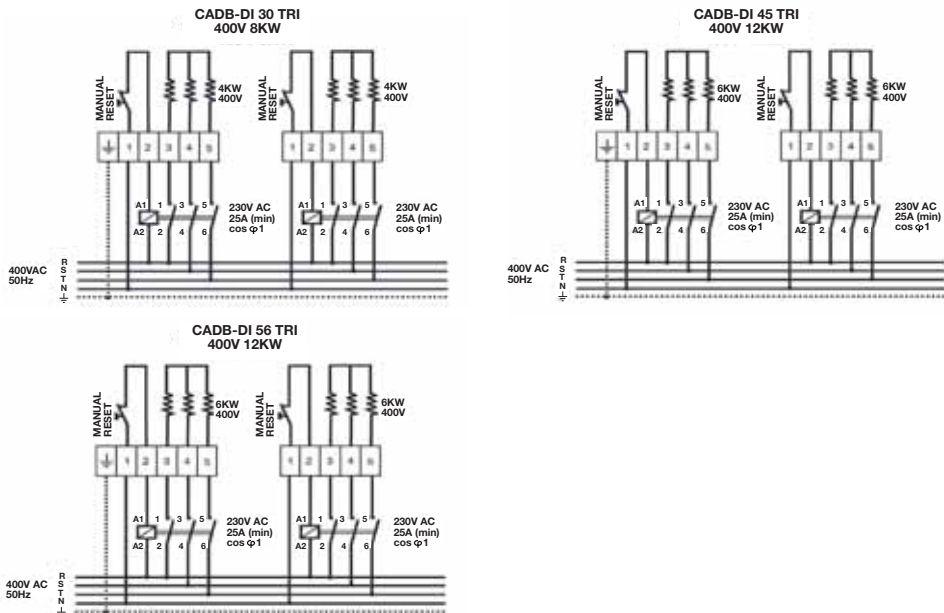 CADB-DI 30 TRI
400V 8KW
MANUAL
RESET
4KW
400V
MANUAL
RESET
4KW
400V
1 2 3 4 5
1 2 3 4 5
A1 1 3 5
A2 2 4 6
230V AC
25A (min)
cos φ1
A1 1 3 5
A2 2 4 6
230V AC
25A (min)
cos φ1
400VAC
50Hz
R
S
T
N
CADB-DI 45 TRI
400V 12KW
MANUAL
RESET
6KW
400V
MANUAL
RESET
6KW
400V
1 2 3 4 5
1 2 3 4 5
A1 1 3 5
A2 2 4 6
230V AC
25A (min)
cos φ1
A1 1 3 5
A2 2 4 6
230V AC
25A (min)
cos φ1
400V AC
50Hz
R
S
T
N
CADB-DI 56 TRI
400V 12KW
MANUAL
RESET
6KW
400V
MANUAL
RESET
6KW
400V
1 2 3 4 5
1 2 3 4 5
A1 1 3 5
A2 2 4 6
230V AC
25A (min)
cos φ1
A1 1 3 5
A2 2 4 6
230V AC
25A (min)
cos φ1
400V AC
50Hz
R
S
T
N